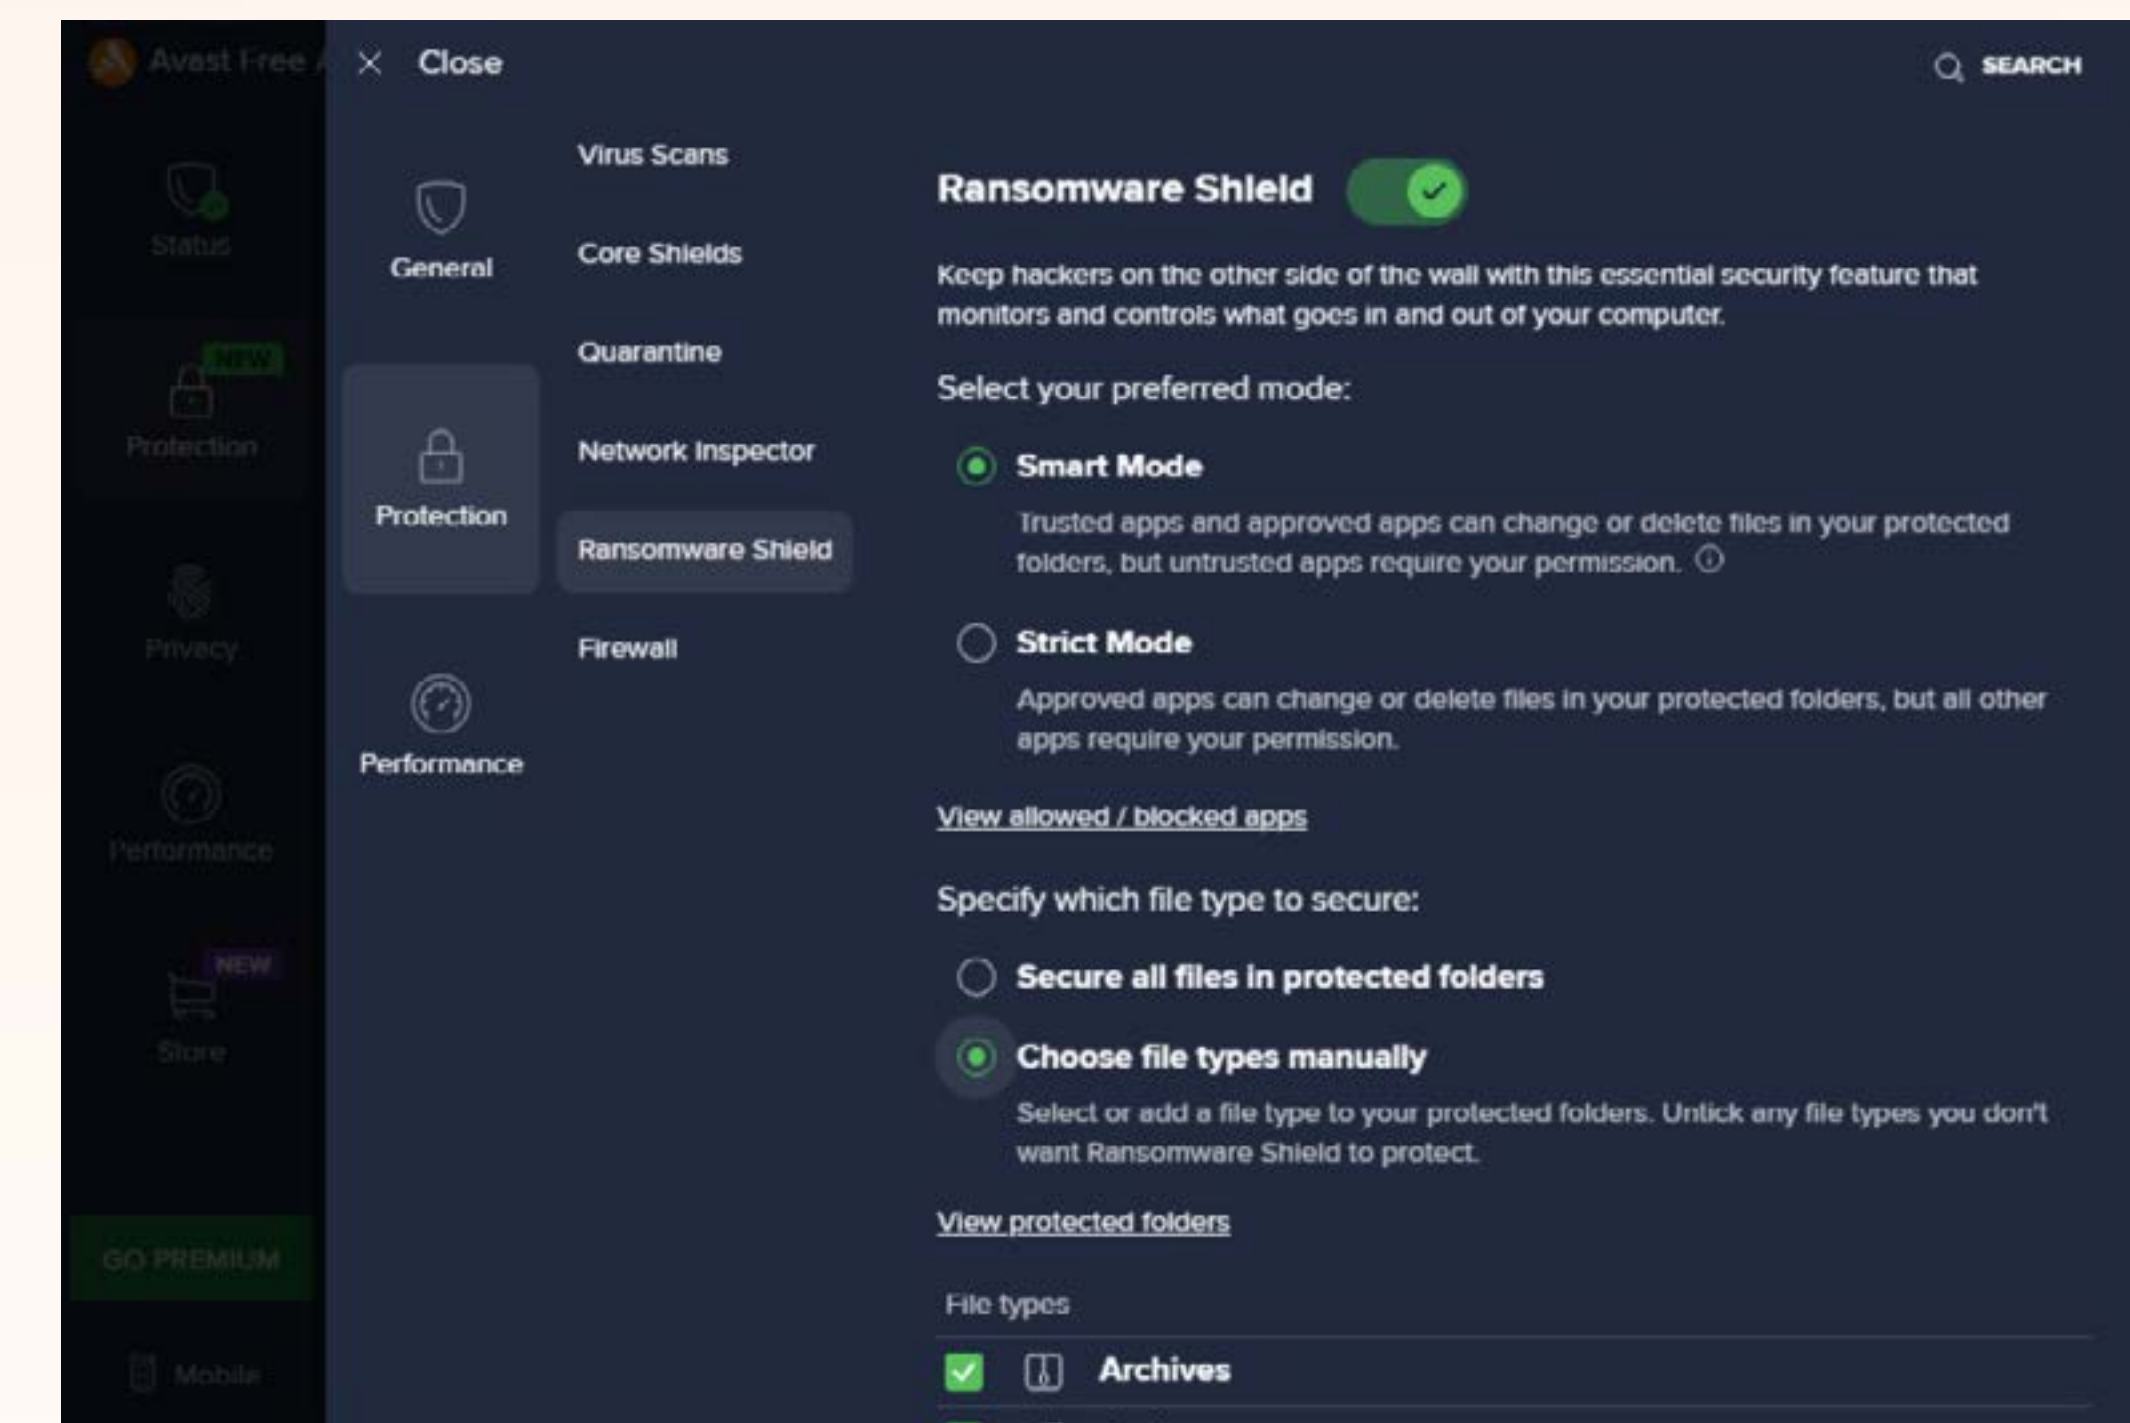 Avast Free A
Close
SEARCH
Status
NEW
Protection
Privacy
Performance
NEW
Store
GO PREMIUM
Mobile
General
Protection
Performance
Virus Scans
Core Shields
Quarantine
Network Inspector
Ransomware Shield
Firewall
Ransomware Shield
Keep hackers on the other side of the wall with this essential security feature that
monitors and controls what goes in and out of your computer.
Select your preferred mode:
Smart Mode
Trusted apps and approved apps can change or delete files in your protected
folders, but untrusted apps require your permission.
Strict Mode
Approved apps can change or delete files in your protected folders, but all other
apps require your permission.
View allowed / blocked apps
Specify which file type to secure:
Secure all files in protected folders
Choose file types manually
Select or add a file type to your protected folders. Untick any file types you don't
want Ransomware Shield to protect.
View protected folders
File types
Archives